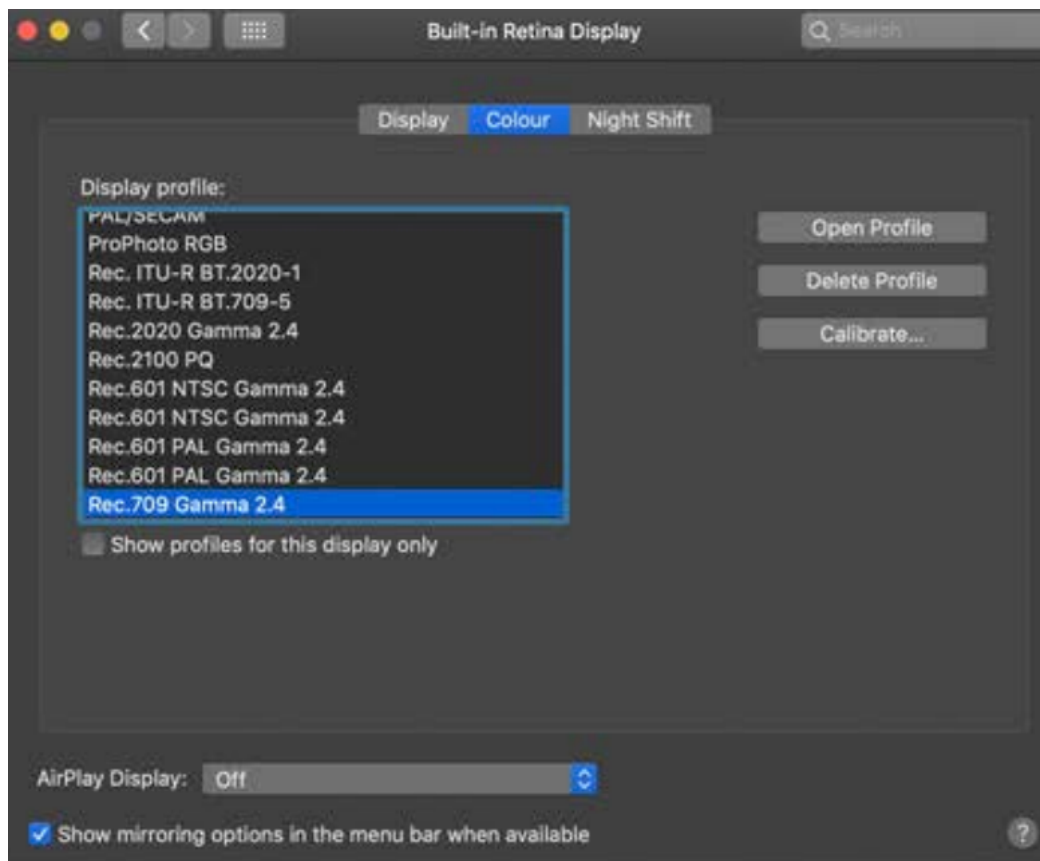 Built-in Retina Display
Search
Display Colour Night Shift
Display profile:
PAL/SECAM
ProPhoto RGB
Rec. ITU-R BT.2020-1
Rec. ITU-R BT.709-5
Rec.2020 Gamma 2.4
Rec.2100 PQ
Rec.601 NTSC Gamma 2.4
Rec.601 NTSC Gamma 2.4
Rec.601 PAL Gamma 2.4
Rec.601 PAL Gamma 2.4
Rec.709 Gamma 2.4
Show profiles for this display only
Open Profile
Delete Profile
Calibrate...
AirPlay Display: Off
Show mirroring options in the menu bar when available
?